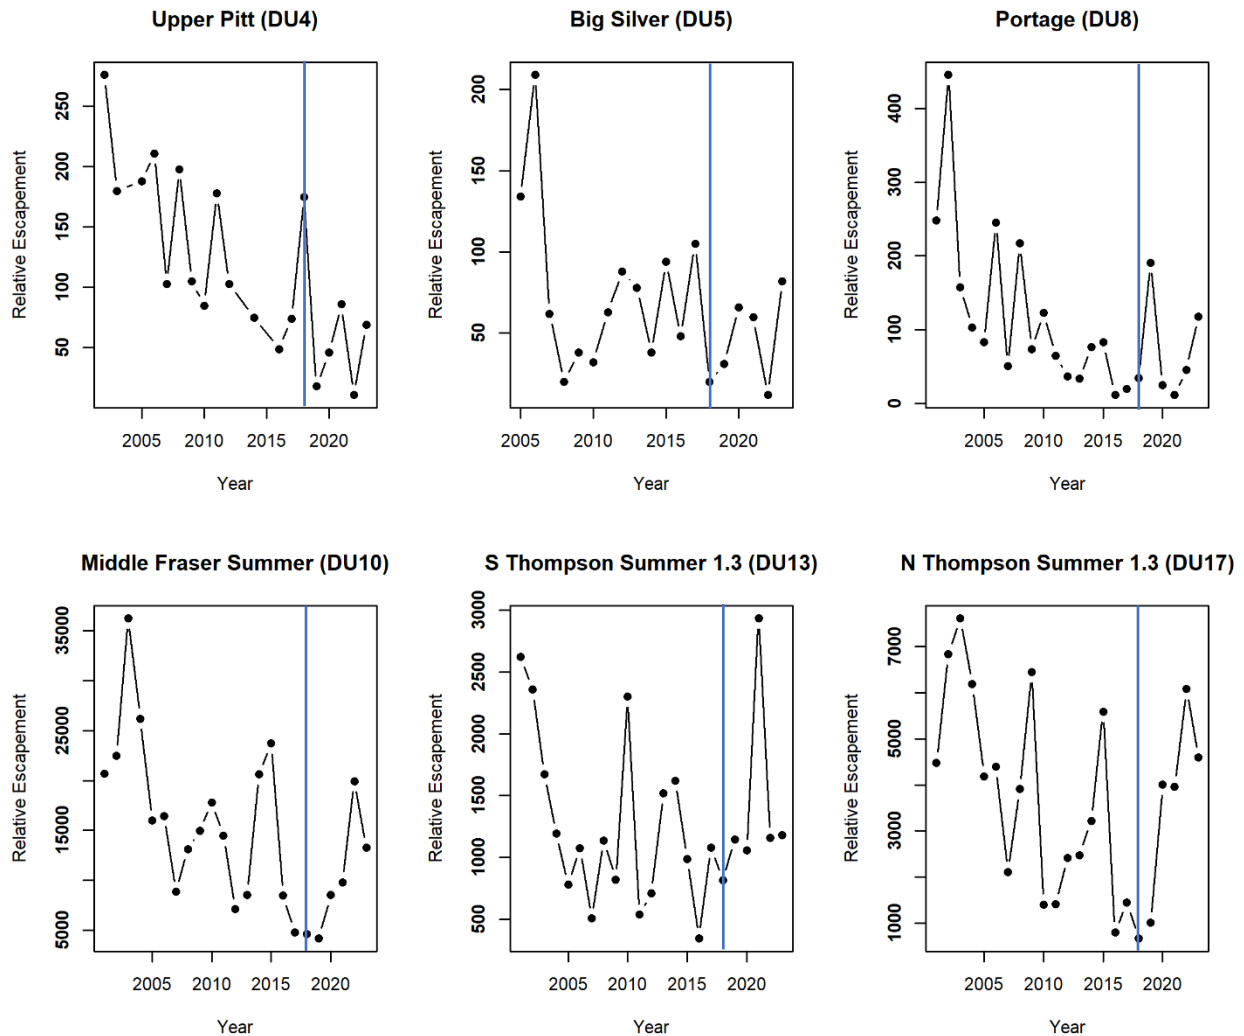 Upper Pitt (DU4)
Relative Escapement
250
200
150
100
50
2005 2010 2015 2020
Year
Big Silver (DU5)
Relative Escapement
200
150
100
50
2005 2010 2015 2020
Year
Portage (DU8)
Relative Escapement
400
300
200
100
0
2005 2010 2015 2020
Year
Middle Fraser Summer (DU10)
Relative Escapement
35000
25000
15000
5000
2005 2010 2015 2020
Year
S Thompson Summer 1.3 (DU13)
Relative Escapement
3000
2500
2000
1500
1000
500
2005 2010 2015 2020
Year
N Thompson Summer 1.3 (DU17)
Relative Escapement
7000
5000
3000
1000
2005 2010 2015 2020
Year